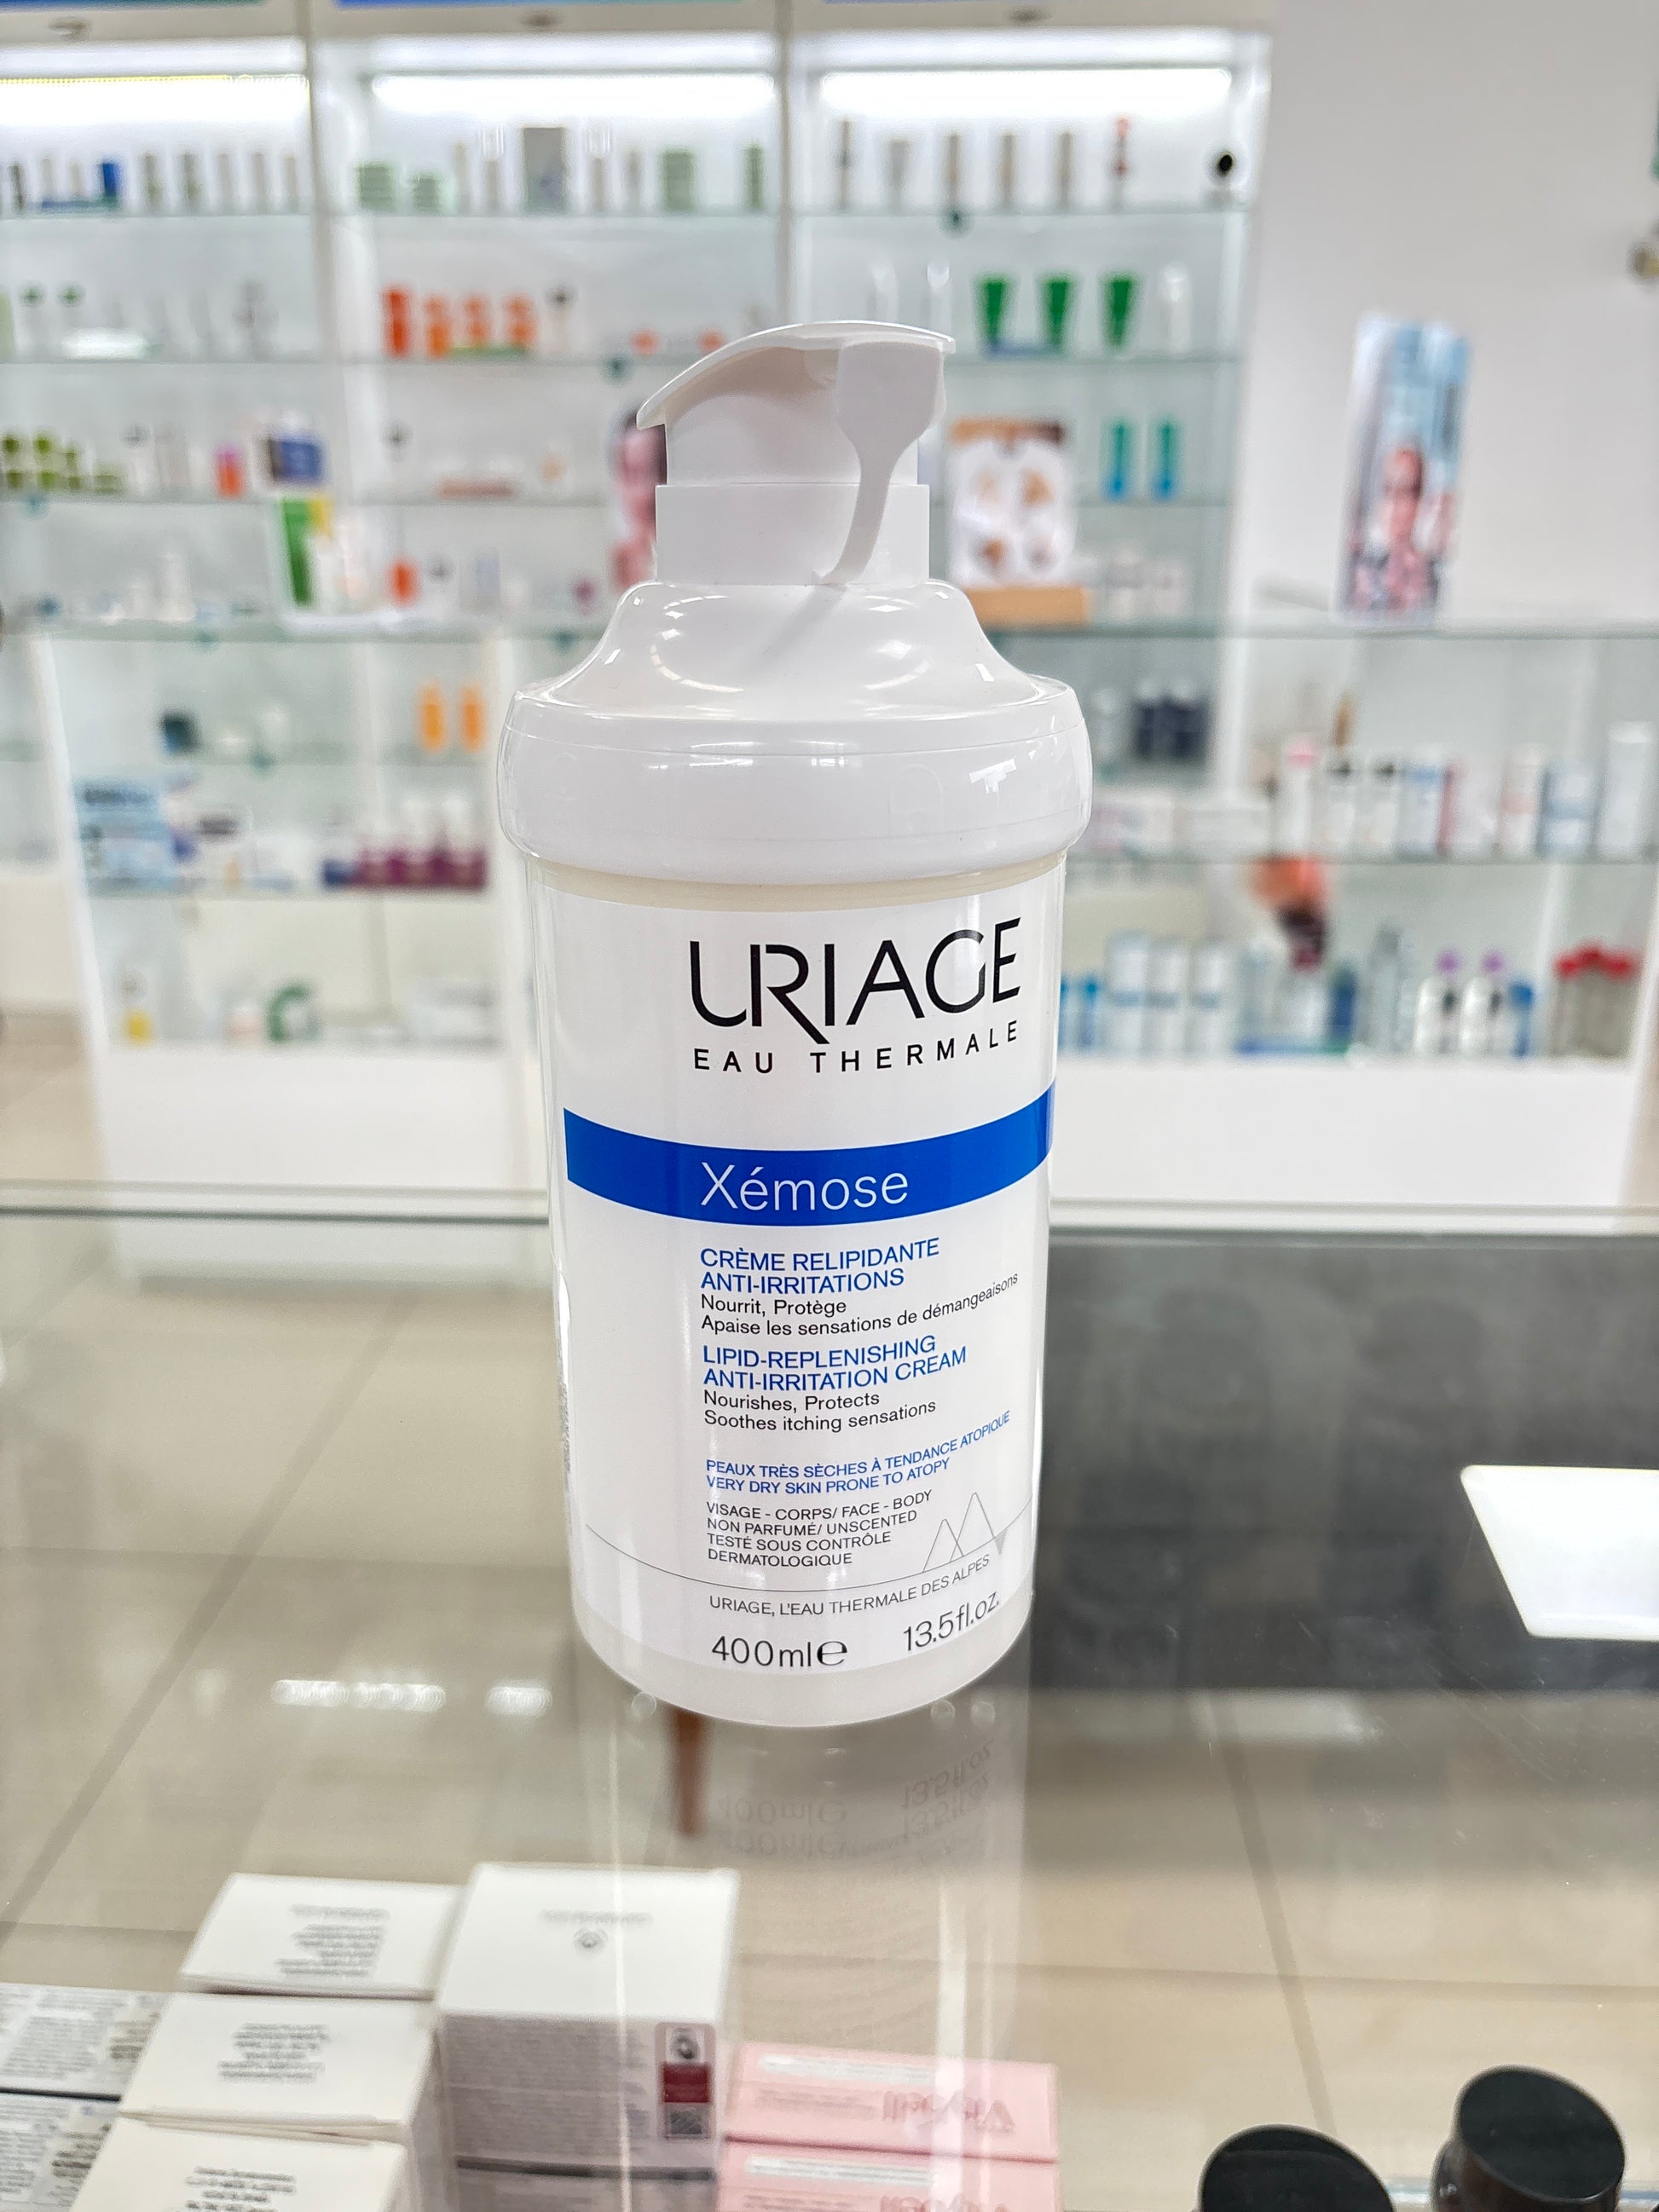 URIAGE
EAU THERMALE
Xémose
CRÈME RELIPIDANTE
ANTI-IRRITATIONS
Nourrit, Protège
Apaise les sensations de démangeaisons
LIPID-REPLENISHING
ANTI-IRRITATION CREAM
Nourishes, Protects
Soothes itching sensations
PEAUX TRÈS SÈCHES À TENDANCE ATOPIQUE
VERY DRY SKIN PRONE TO ATOPY
VISAGE - CORPS/ FACE - BODY
NON PARFUMÉ/ UNSCENTED
TESTÉ SOUS CONTRÔLE
DERMATOLOGIQUE
URIAGE, L'EAU THERMALE DES ALPES
400ml℮ 13.5fl.oz.